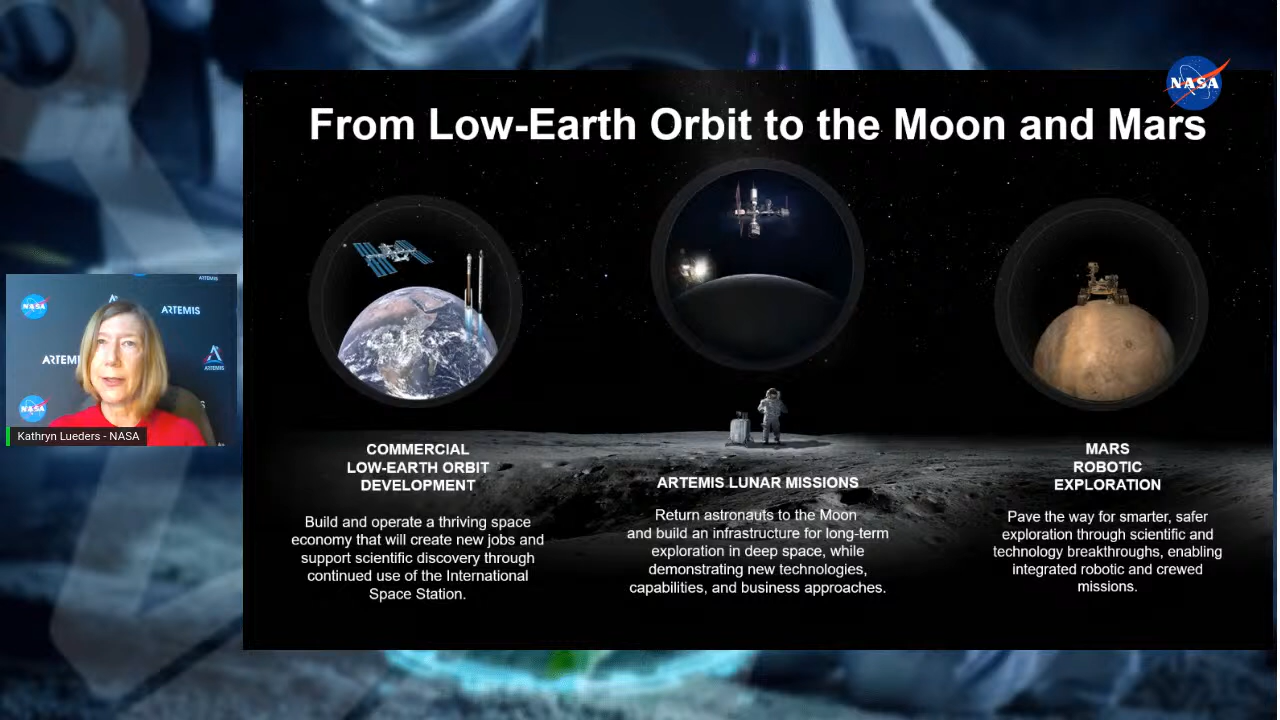 NASA
From Low-Earth Orbit to the Moon and Mars
ARTEMIS
NASA
ARTEMIS
ARTEMI
ARTEMIS
NASA
Kathryn Lueders - NASA
COMMERCIAL
LOW-EARTH ORBIT
DEVELOPMENT
Build and operate a thriving space
economy that will create new jobs and
support scientific discovery through
continued use of the International
Space Station.
ARTEMIS LUNAR MISSIONS
Return astronauts to the Moon
and build an infrastructure for long-term
exploration in deep space, while
demonstrating new technologies,
capabilities, and business approaches.
MARS
ROBOTIC
EXPLORATION
Pave the way for smarter, safer
exploration through scientific and
technology breakthroughs, enabling
integrated robotic and crewed
missions.